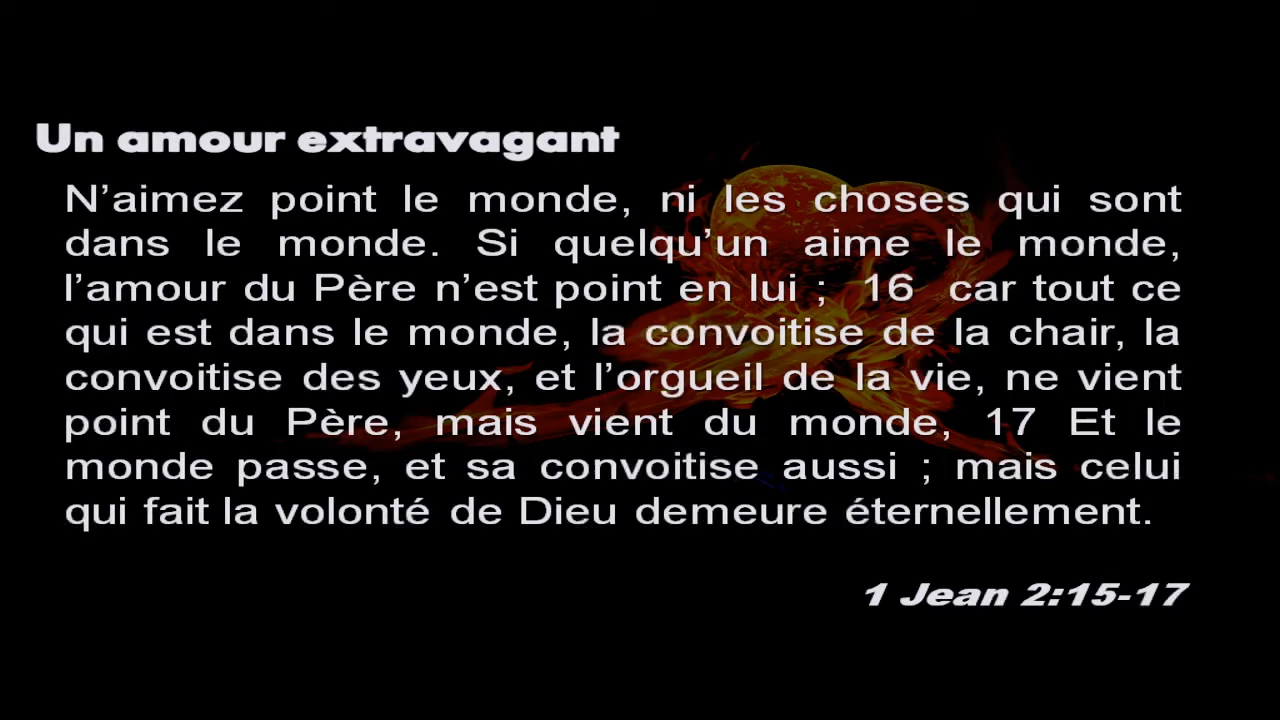 Un amour extravagant
N’aimez point le monde, ni les choses qui sont
dans le monde. Si quelqu’un aime le monde,
l’amour du Père n’est point en lui ; 16 car tout ce
qui est dans le monde, la convoitise de la chair, la
convoitise des yeux, et l’orgueil de la vie, ne vient
point du Père, mais vient du monde, 17 Et le
monde passe, et sa convoitise aussi ; mais celui
qui fait la volonté de Dieu demeure éternellement.
1 Jean 2:15-17